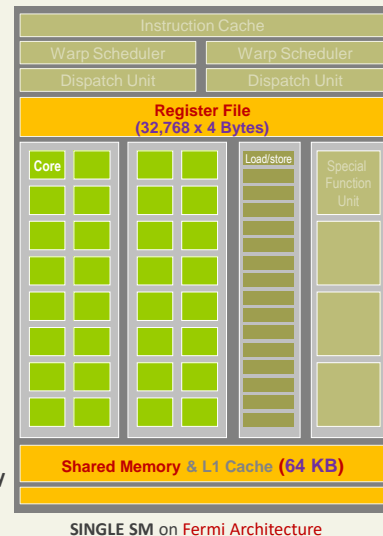 Instruction Cache
Warp Scheduler Warp Scheduler
Dispatch Unit Dispatch Unit
Register File
(32,768 x 4 Bytes)
Core
Load/store
Special
Function
Unit
Shared Memory & L1 Cache (64 KB)
y
SINGLE SM on Fermi Architecture